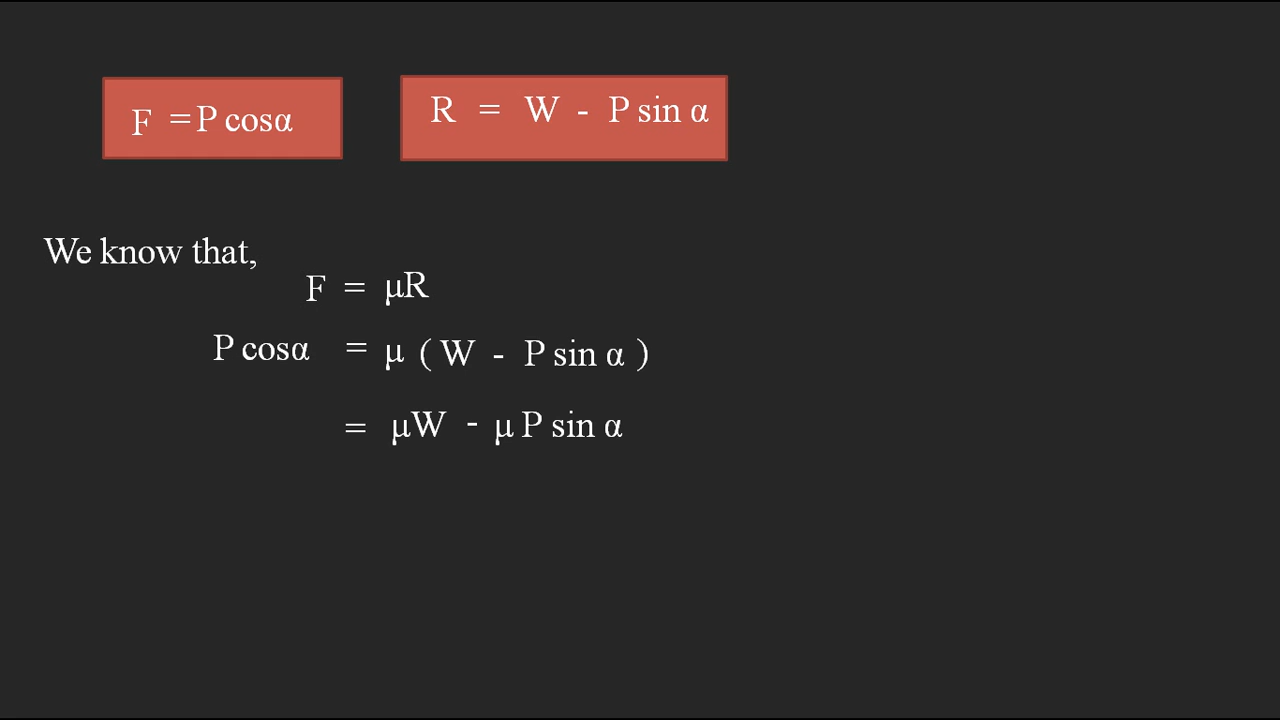 F = P cosα
R = W - P sin α
We know that,
F = μR
P cosα = μ ( W - P sin α )
= μW - μ P sin α